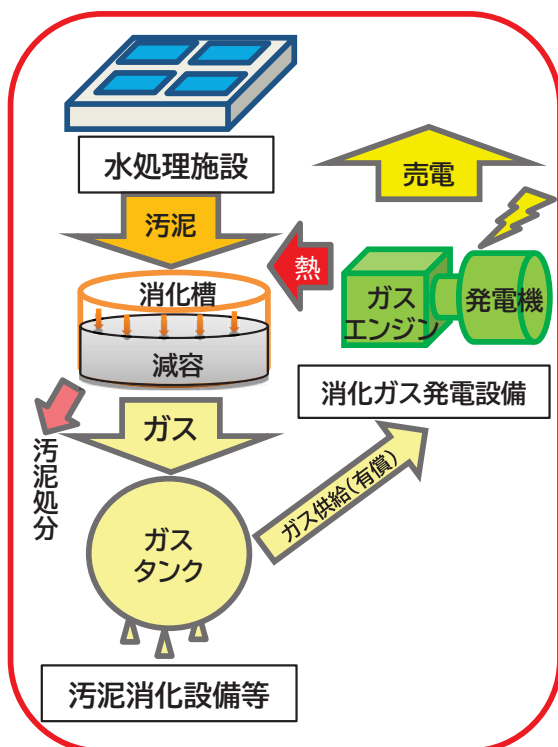 水処理施設
売電
汚泥
熱
消化槽
ガス
エンジン
発電機
減容
消化ガス発電設備
ガス
汚泥処分
ガス供給(有償)
ガス
タンク
汚泥消化設備等